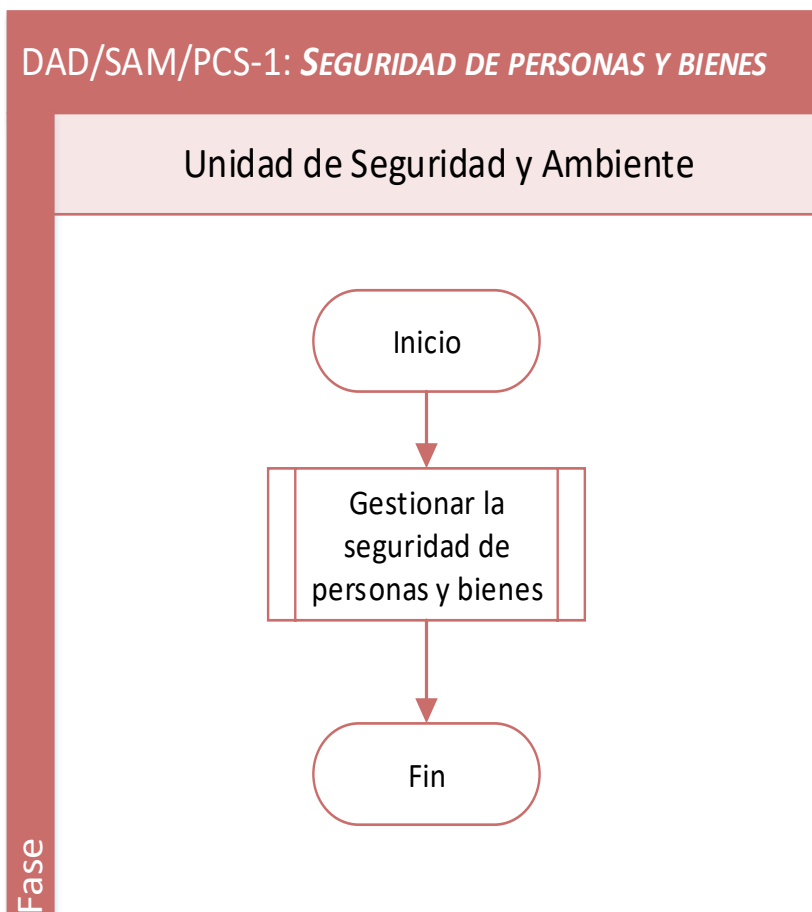 DAD/SAM/PCS-1: SEGURIDAD DE PERSONAS Y BIENES
Unidad de Seguridad y Ambiente
Inicio
Gestionar la
seguridad de
personas y bienes
Fin
Fase